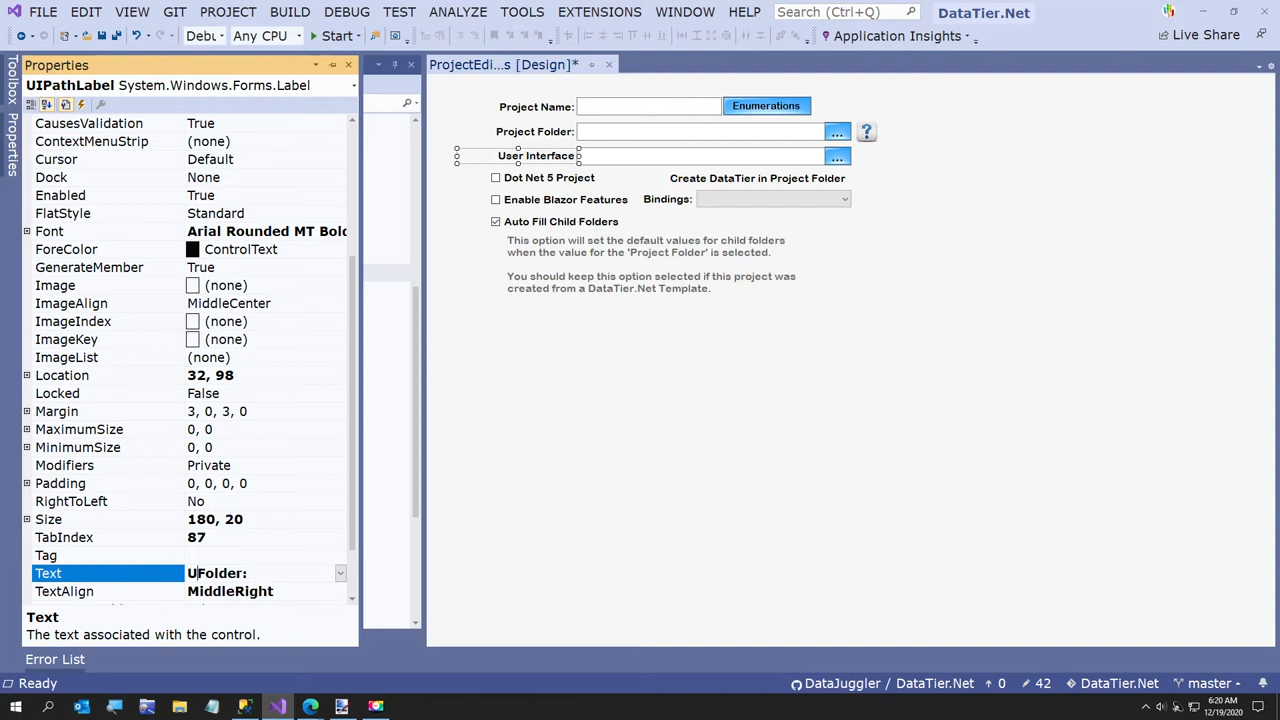 FILE EDIT VIEW GIT PROJECT BUILD DEBUG TEST ANALYZE TOOLS EXTENSIONS WINDOW HELP Search (Ctrl+Q) DataTier.Net
Debu Any CPU Start Application Insights Live Share
Toolbox
Properties
Properties
UIPathLabel System.Windows.Forms.Label
CausesValidation True
ContextMenuStrip (none)
Cursor Default
Dock None
Enabled True
FlatStyle Standard
Font Arial Rounded MT Bold
ForeColor ControlText
GenerateMember True
Image (none)
ImageAlign MiddleCenter
ImageIndex (none)
ImageKey (none)
ImageList (none)
Location 32, 98
Locked False
Margin 3, 0, 3, 0
MaximumSize 0, 0
MinimumSize 0, 0
Modifiers Private
Padding 0, 0, 0, 0
RightToLeft No
Size 180, 20
TabIndex 87
Tag
Text UFolder:
TextAlign MiddleRight
Text
The text associated with the control.
ProjectEdi...s [Design]*
Project Name: Enumerations
Project Folder: ... ?
User Interface ...
Dot Net 5 Project Create DataTier in Project Folder
Enable Blazor Features Bindings:
Auto Fill Child Folders
This option will set the default values for child folders
when the value for the 'Project Folder' is selected.
You should keep this option selected if this project was
created from a DataTier.Net Template.
Error List
Ready DataJuggler / DataTier.Net 0 42 DataTier.Net master
6:20 AM
12/19/2020